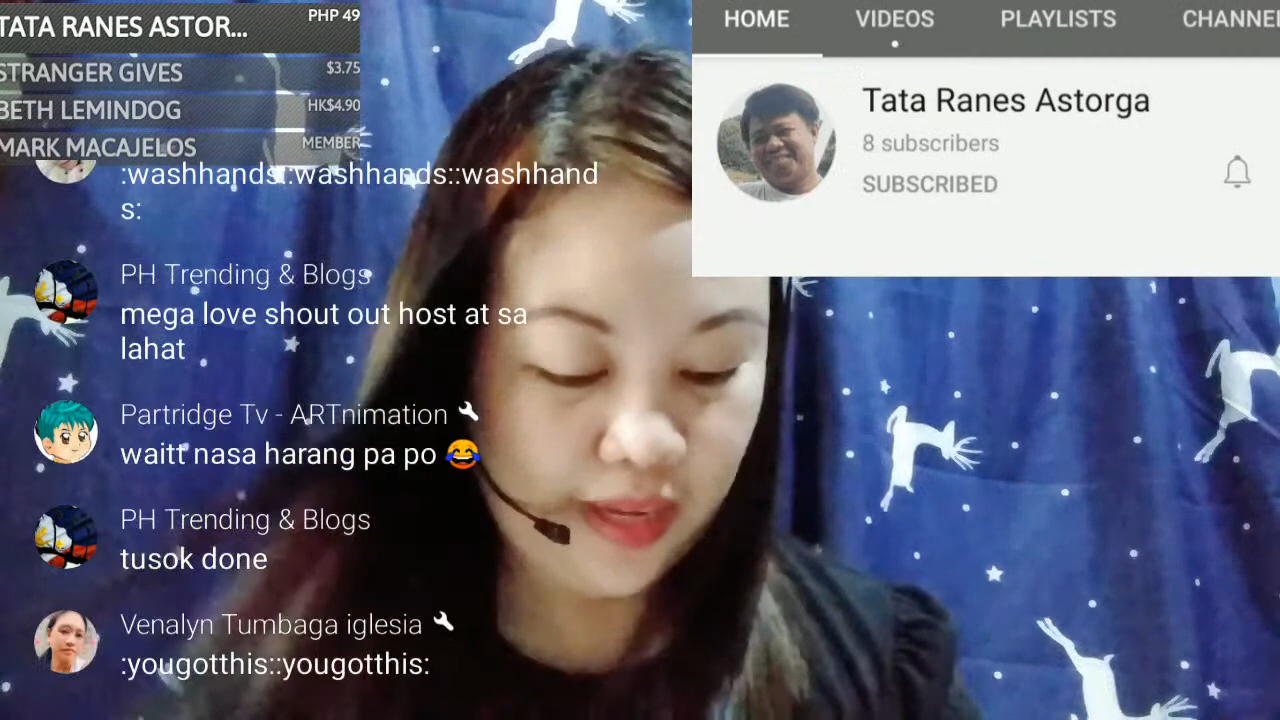 TATA RANES ASTOR... PHP 49
STRANGER GIVES $3.75
BETH LEMINDOG HK$4.90
MARK MACAJELOS MEMBER
:washhands::washhands::washhand
s:
PH Trending & Blogs
mega love shout out host at sa
lahat
Partridge Tv - ARTnimation
waitt nasa harang pa po 😂
PH Trending & Blogs
tusok done
Venalyn Tumbaga iglesia
:yougotthis::yougotthis:
HOME VIDEOS PLAYLISTS CHANNE
Tata Ranes Astorga
8 subscribers
SUBSCRIBED